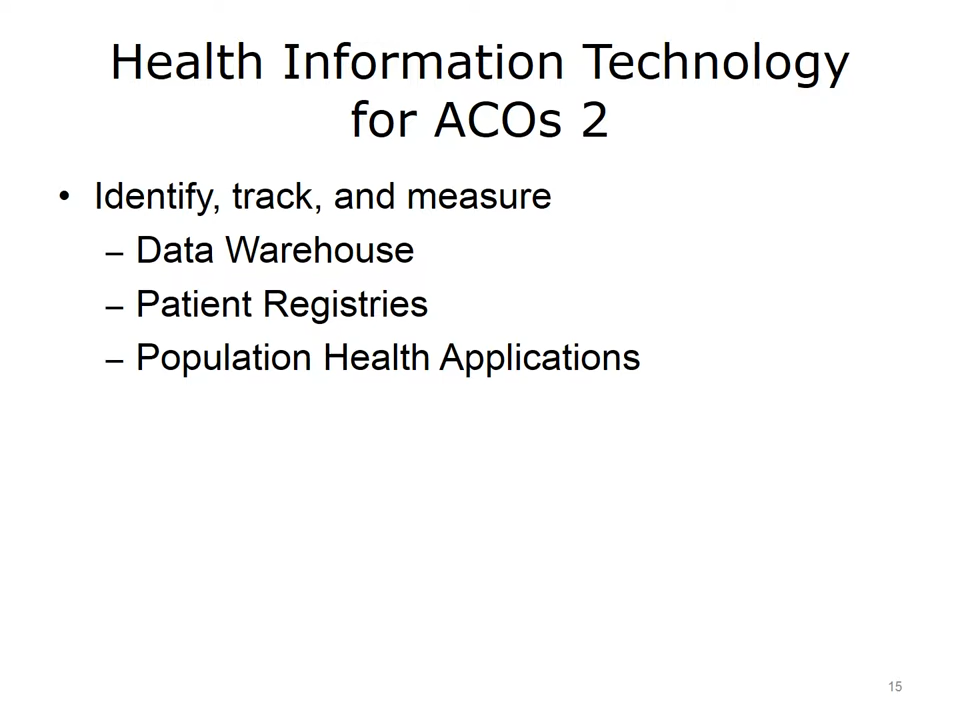 Health Information Technology
for ACOs 2
• Identify, track, and measure
– Data Warehouse
– Patient Registries
– Population Health Applications
15